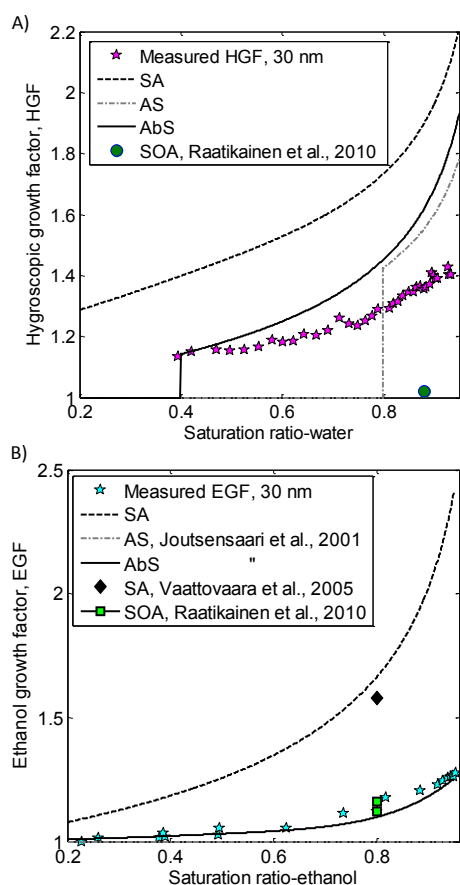 A)
2.2
2
1.8
1.6
1.4
1.2
1
Hygroscopic growth factor, HGF
Measured HGF, 30 nm
SA
AS
AbS
SOA, Raatikainen et al., 2010
0.2 0.4 0.6 0.8
Saturation ratio-water
B)
2.5
2
1.5
1
Ethanol growth factor, EGF
Measured EGF, 30 nm
SA
AS, Joutsensaari et al., 2001
AbS "
SA, Vaattovaara et al., 2005
SOA, Raatikainen et al., 2010
0.2 0.4 0.6 0.8
Saturation ratio-ethanol